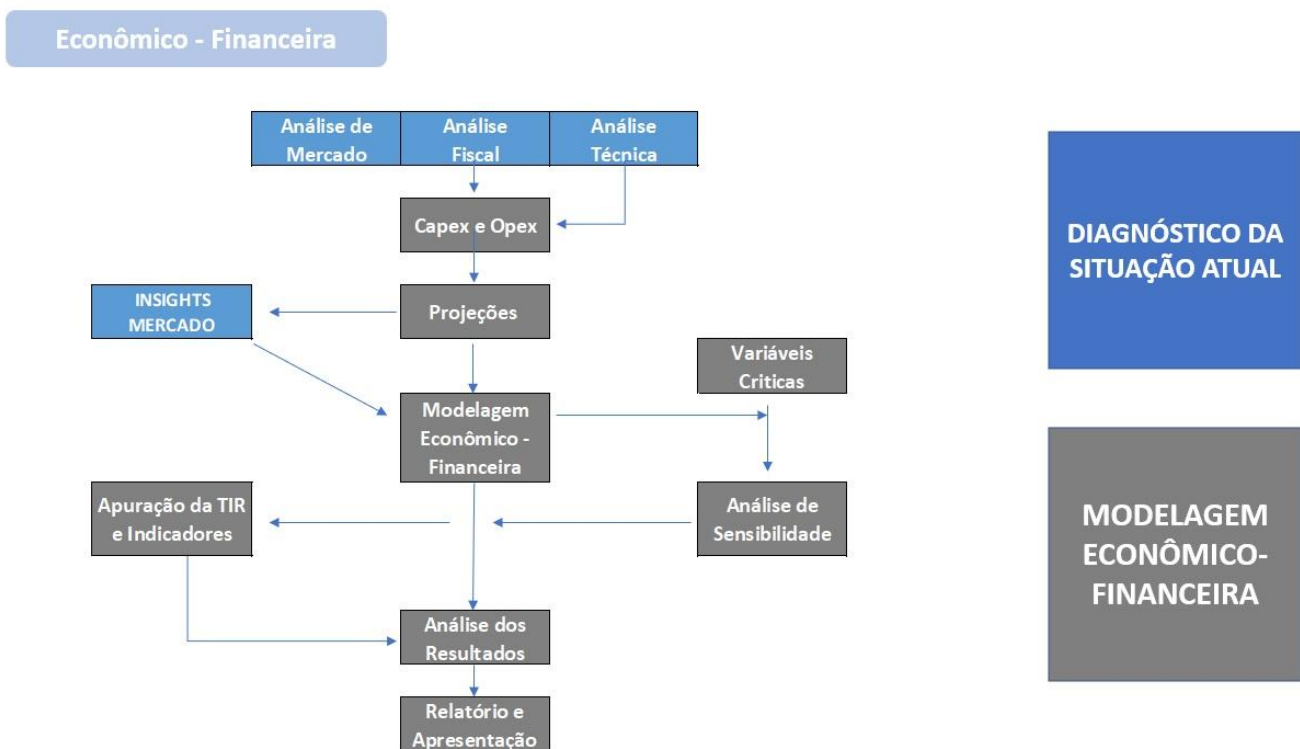 Econômico - Financeira
Análise de
Mercado
Análise
Fiscal
Análise
Técnica
Capex e Opex
INSIGHTS
MERCADO
Projeções
Variáveis
Criticas
Modelagem
Econômico -
Financeira
Apuração da TIR
e Indicadores
Análise de
Sensibilidade
Análise dos
Resultados
Relatório e
Apresentação
DIAGNÓSTICO DA
SITUAÇÃO ATUAL
MODELAGEM
ECONÔMICO-
FINANCEIRA